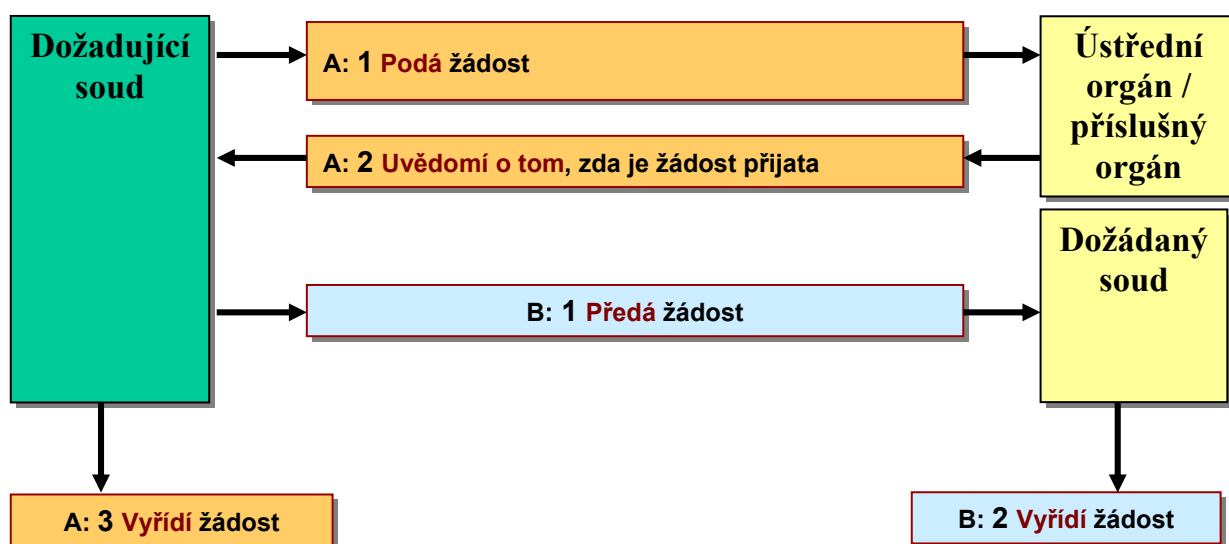 Dožadující
soud
A: 1 Podá žádost
Ústřední
orgán /
příslušný
orgán
A: 2 Uvědomí o tom, zda je žádost přijata
Dožádaný
soud
B: 1 Předá žádost
A: 3 Vyřídí žádost
B: 2 Vyřídí žádost